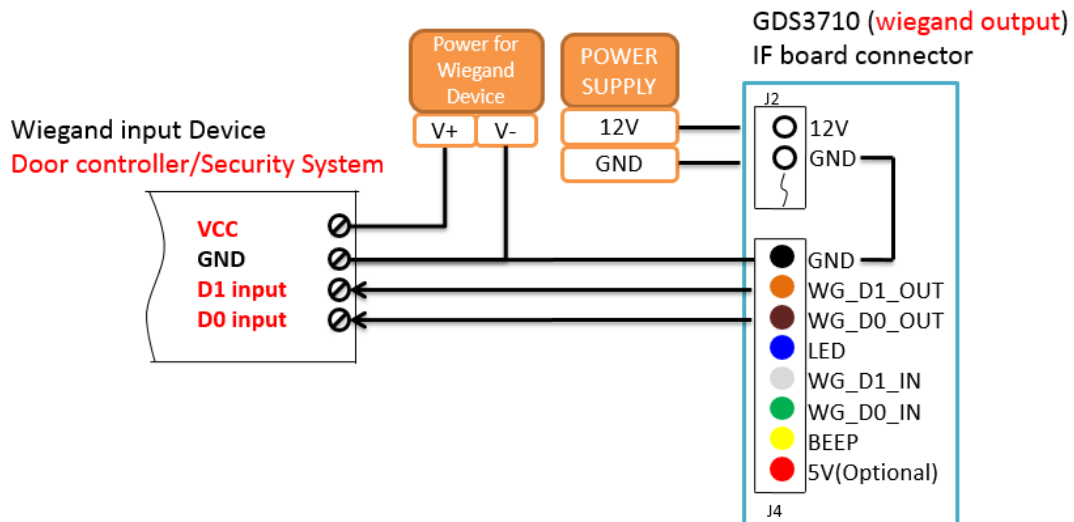 GDS3710 (wiegand output)
IF board connector
Power for
Wiegand
Device
V+ V-
POWER
SUPPLY
12V
GND
Wiegand input Device
Door controller/Security System
VCC
GND
D1 input
D0 input
J2
12V
GND
GND
WG_D1_OUT
WG_D0_OUT
LED
WG_D1_IN
WG_D0_IN
BEEP
5V(Optional)
J4